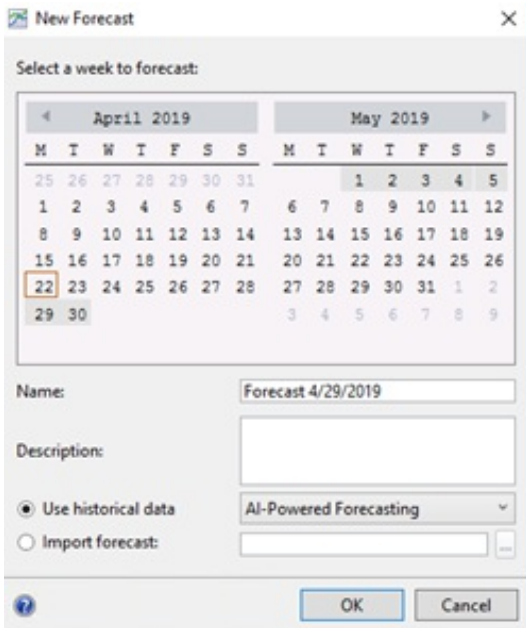 New Forecast
Select a week to forecast:
April 2019 May 2019
M T W T F S S M T W T F S S
25 26 27 28 29 30 31 1 2 3 4 5
1 2 3 4 5 6 7 6 7 8 9 10 11 12
8 9 10 11 12 13 14 13 14 15 16 17 18 19
15 16 17 18 19 20 21 20 21 22 23 24 25 26
22 23 24 25 26 27 28 27 28 29 30 31 1 2
29 30 3 4 5 6 7 8 9
Name: Forecast 4/29/2019
Description:
Use historical data AI-Powered Forecasting
Import forecast: ...
? OK Cancel